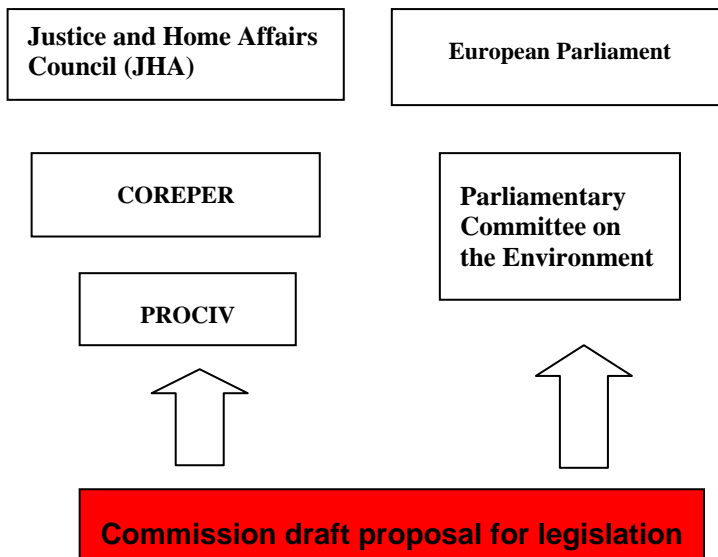 Justice and Home Affairs
Council (JHA)
European Parliament
COREPER
Parliamentary
Committee on
the Environment
PROCIV
Commission draft proposal for legislation